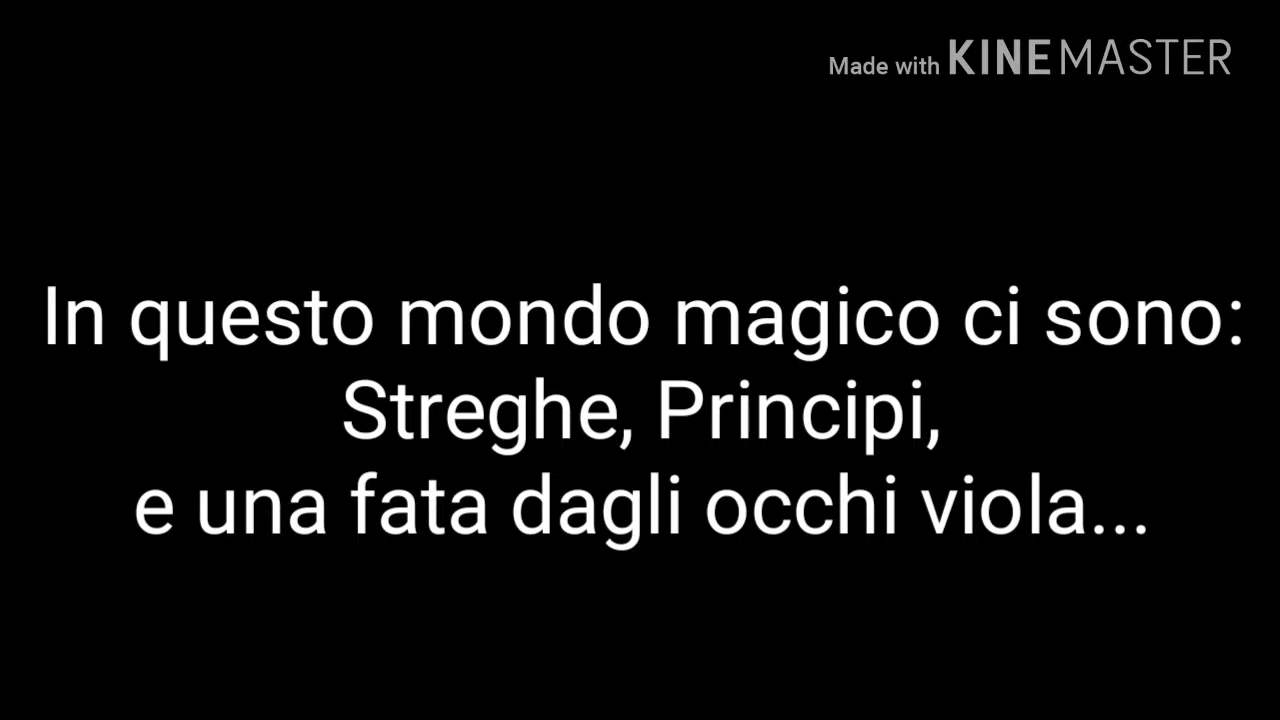 Made with KINEMASTER
In questo mondo magico ci sono:
Streghe, Principi,
e una fata dagli occhi viola...